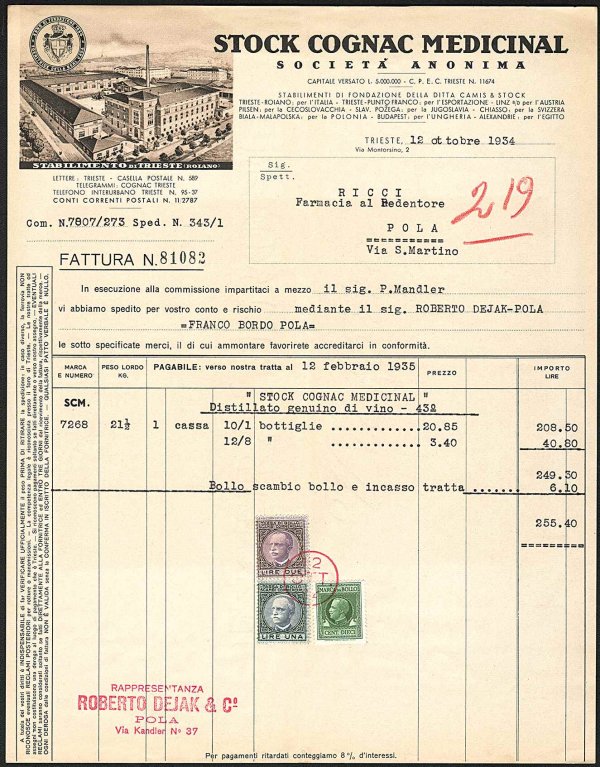 STOCK COGNAC MEDICINAL
SOCIETÀ ANONIMA
CAPITALE VERSATO L. 5.000.000 - C. P. E. C. TRIESTE N. 11674
STABILIMENTI DI FONDAZIONE DELLA DITTA CAMIS & STOCK
TRIESTE-ROIANO: per l'ITALIA - TRIESTE-PUNTO FRANCO: per l'ESPORTAZIONE - LINZ a/D per l'AUSTRIA
PILSEN: per la CECOSLOVACCHIA - SLAV. POŽEGA: per la JUGOSLAVIA - CHIASSO: per la SVIZZERA
BIALA-MALAPOLSKA: per la POLONIA - BUDAPEST: per l'UNGHERIA - ALEXANDRIE: per l'EGITTO
STABILIMENTO DI TRIESTE (ROIANO)
TRIESTE, 12 ottobre 1934
Via Montorsino, 2
LETTERE: TRIESTE - CASELLA POSTALE N. 589
TELEGRAMMI: COGNAC TRIESTE
TELEFONO INTERURBANO TRIESTE N. 95-37
CONTI CORRENTI POSTALI N. 11/2787
Sig.
Spett.
RICCI
Farmacia al Redentore
219
POLA
========
Via S.Martino
Com. N.7807/273 Sped. N. 343/1
FATTURA N. 81082
In esecuzione alla commissione impartitaci a mezzo il sig. P.Mandler
vi abbiamo spedito per vostro conto e rischio mediante il sig. ROBERTO DEJAK-POLA
=FRANCO BORDO POLA=
le sotto specificate merci, il di cui ammontare favorirete accreditarci in conformità.
MARCA E NUMERO PESO LORDO KG. PAGABILE: verso nostra tratta al 12 febbraio 1935 PREZZO IMPORTO LIRE
" STOCK COGNAC MEDICINAL "
SCM. Distillato genuino di vino - 43%
7268 21½ 1 cassa 10/1 bottiglie ........... 20.85 208.50
12/8 " ........... 3.40 40.80
249.30
Bollo scambio bollo e incasso tratta ...... 6.10
255.40
======
LIRE DUE
LIRE UNA
MARCA DA BOLLO
CENT. DIECI
RAPPRESENTANZA
ROBERTO DEJAK & Cº
POLA
Via Kandler Nº 37
Per pagamenti ritardati conteggiamo 8% d'interessi.